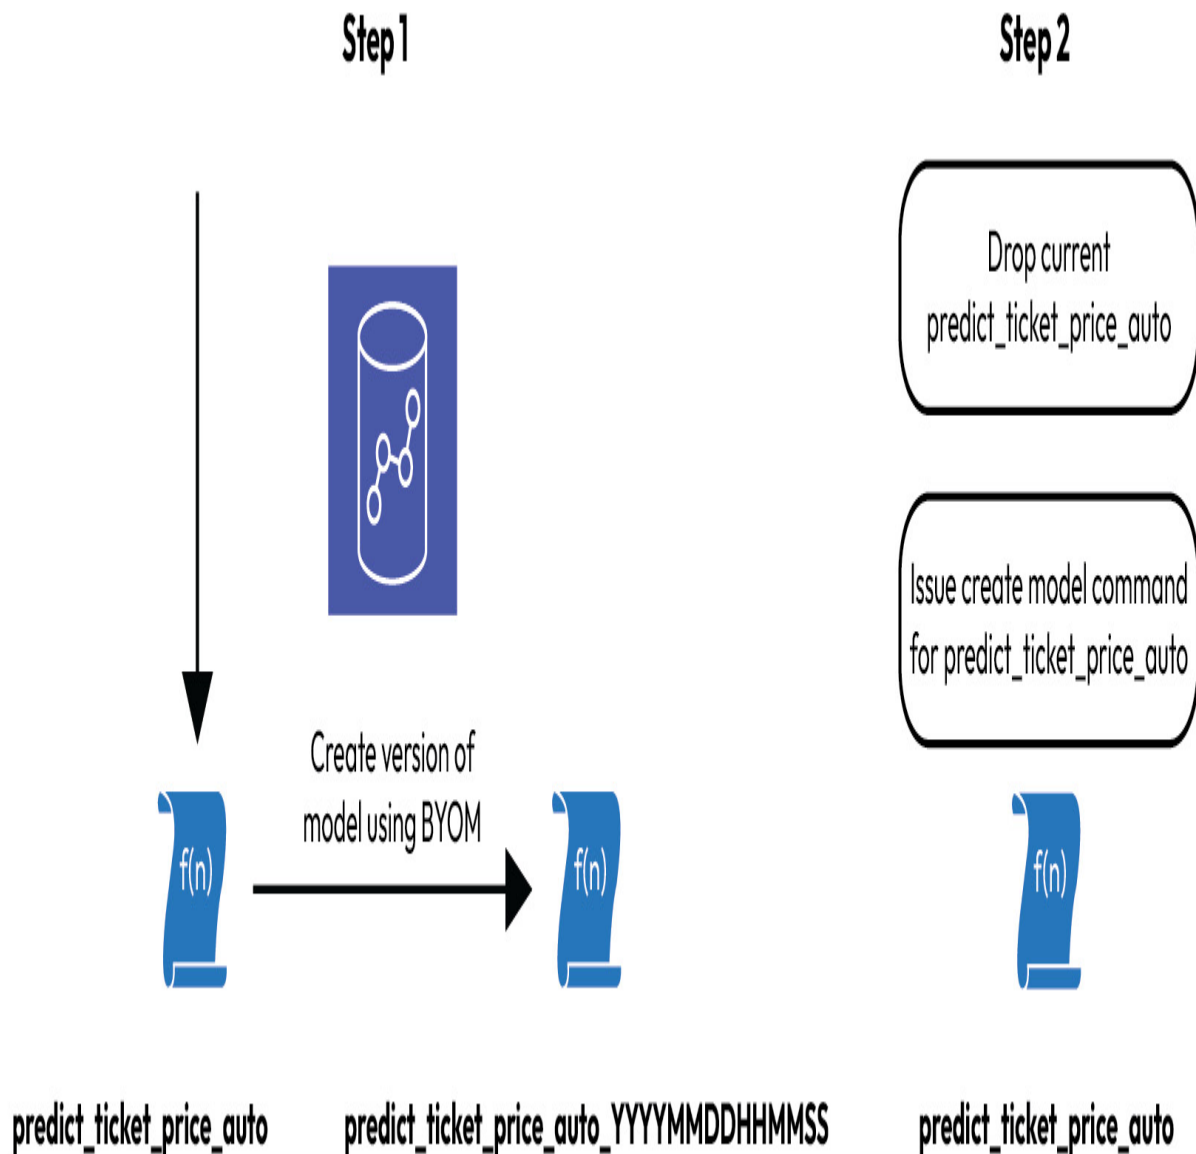 Step 1
Step 2
Drop current
predict_ticket_price_auto
Issue create model command
for predict_ticket_price_auto
Create version of
model using BYOM
f(n)
f(n)
f(n)
predict_ticket_price_auto
predict_ticket_price_auto_YYYYMMDDHHMMSS
predict_ticket_price_auto